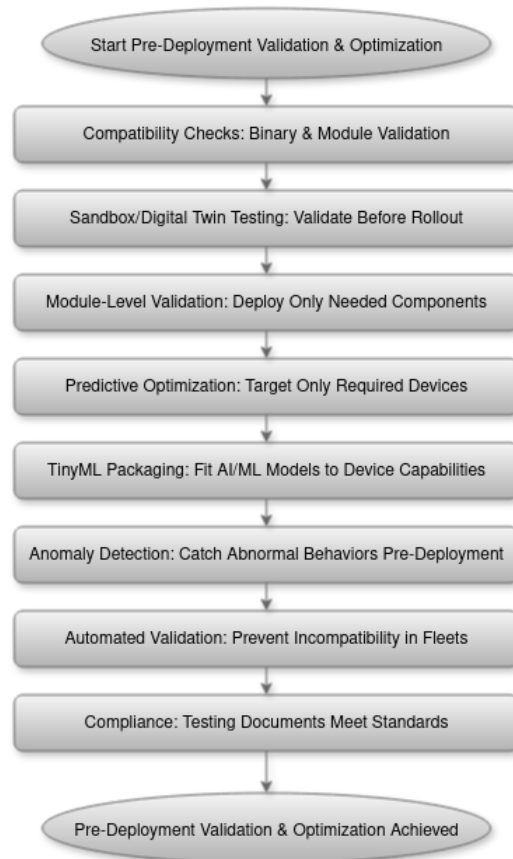 Start Pre-Deployment Validation & Optimization
Compatibility Checks: Binary & Module Validation
Sandbox/Digital Twin Testing: Validate Before Rollout
Module-Level Validation: Deploy Only Needed Components
Predictive Optimization: Target Only Required Devices
TinyML Packaging: Fit AI/ML Models to Device Capabilities
Anomaly Detection: Catch Abnormal Behaviors Pre-Deployment
Automated Validation: Prevent Incompatibility in Fleets
Compliance: Testing Documents Meet Standards
Pre-Deployment Validation & Optimization Achieved